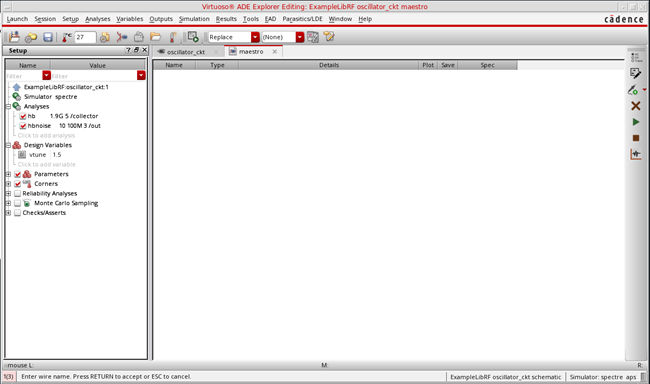 Virtuoso® ADE Explorer Editing: ExampleLibRF oscillator_ckt maestro
Launch Session Setup Analyses Variables Outputs Simulation Results Tools EAD Parasitics/LDE Window Help cādence
27 Replace (None)
Setup ? oscillator_ckt maestro
Name Value Name Type Details Plot Save Spec
Filter Filter
ExampleLibRF:oscillator_ckt:1
Simulator spectre
Analyses
hb 1.9G 5 /collector
hbnoise 10 100M 3 /out
Click to add analysis
Design Variables
vtune 1.5
Click to add variable
Parameters
Corners
Reliability Analyses
Monte Carlo Sampling
Checks/Asserts
mouse L: M: R:
1(3) Enter wire name. Press RETURN to accept or ESC to cancel. ExampleLibRF oscillator_ckt schematic Simulator: spectre aps